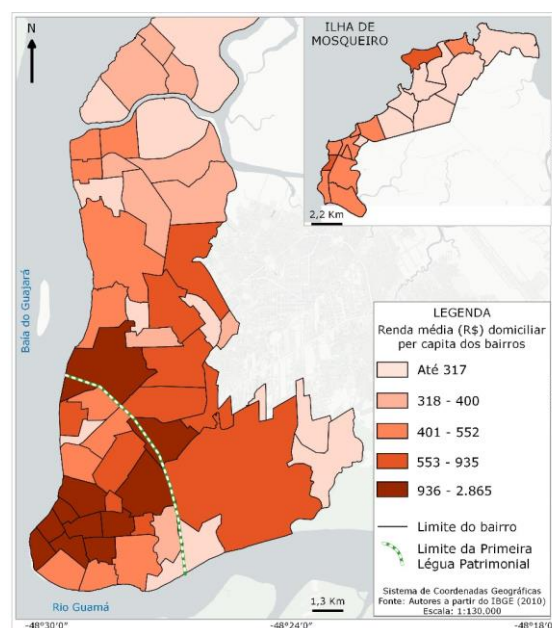 N
ILHA DE
MOSQUEIRO
2,2 Km
Baía do Guajará
LEGENDA
Renda média (R$) domiciliar
per capita dos bairros
Até 317
318 - 400
401 - 552
553 - 935
936 - 2.865
Limite do bairro
Limite da Primeira
Légua Patrimonial
Sistema de Coordenadas Geográficas
Fonte: Autores a partir do IBGE (2010)
Escala: 1:130.000
Rio Guamá
1,3 Km
-48°30'0" -48°24'0" -48°18'0"